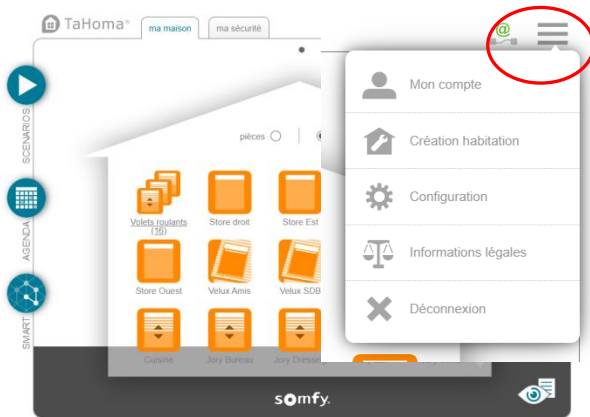 TaHoma®
ma maison
ma sécurité
@
Mon compte
Création habitation
Configuration
Informations légales
Déconnexion
SCENARIOS
AGENDA
SMART
pièces
Volets roulants
(16)
Store droit
Store Est
Store Ouest
Velux Amis
Velux SDB
Cuisine
Jory Bureau
Jory Dressing
somfy.